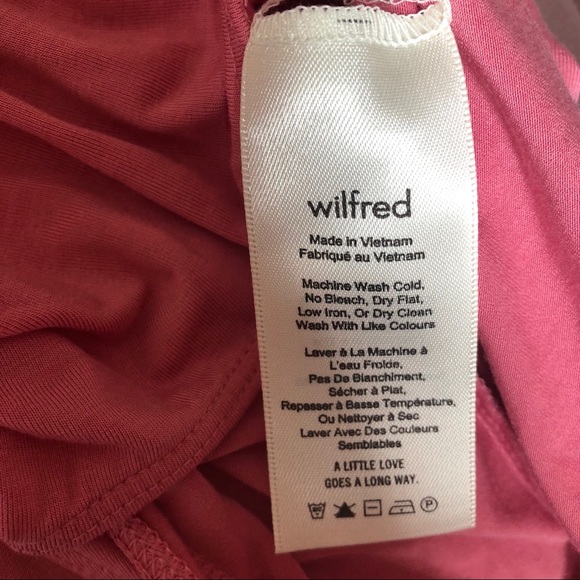 wilfred
Made in Vietnam
Fabriqué au Vietnam
Machine Wash Cold,
No Bleach, Dry Flat,
Low Iron, Or Dry Clean
Wash With Like Colours
Laver à La Machine à
L'eau Froide,
Pas De Blanchiment,
Sécher à Plat,
Repasser à Basse Température,
Ou Nettoyer à Sec
Laver Avec Des Couleurs
Semblables
A LITTLE LOVE
GOES A LONG WAY.
P